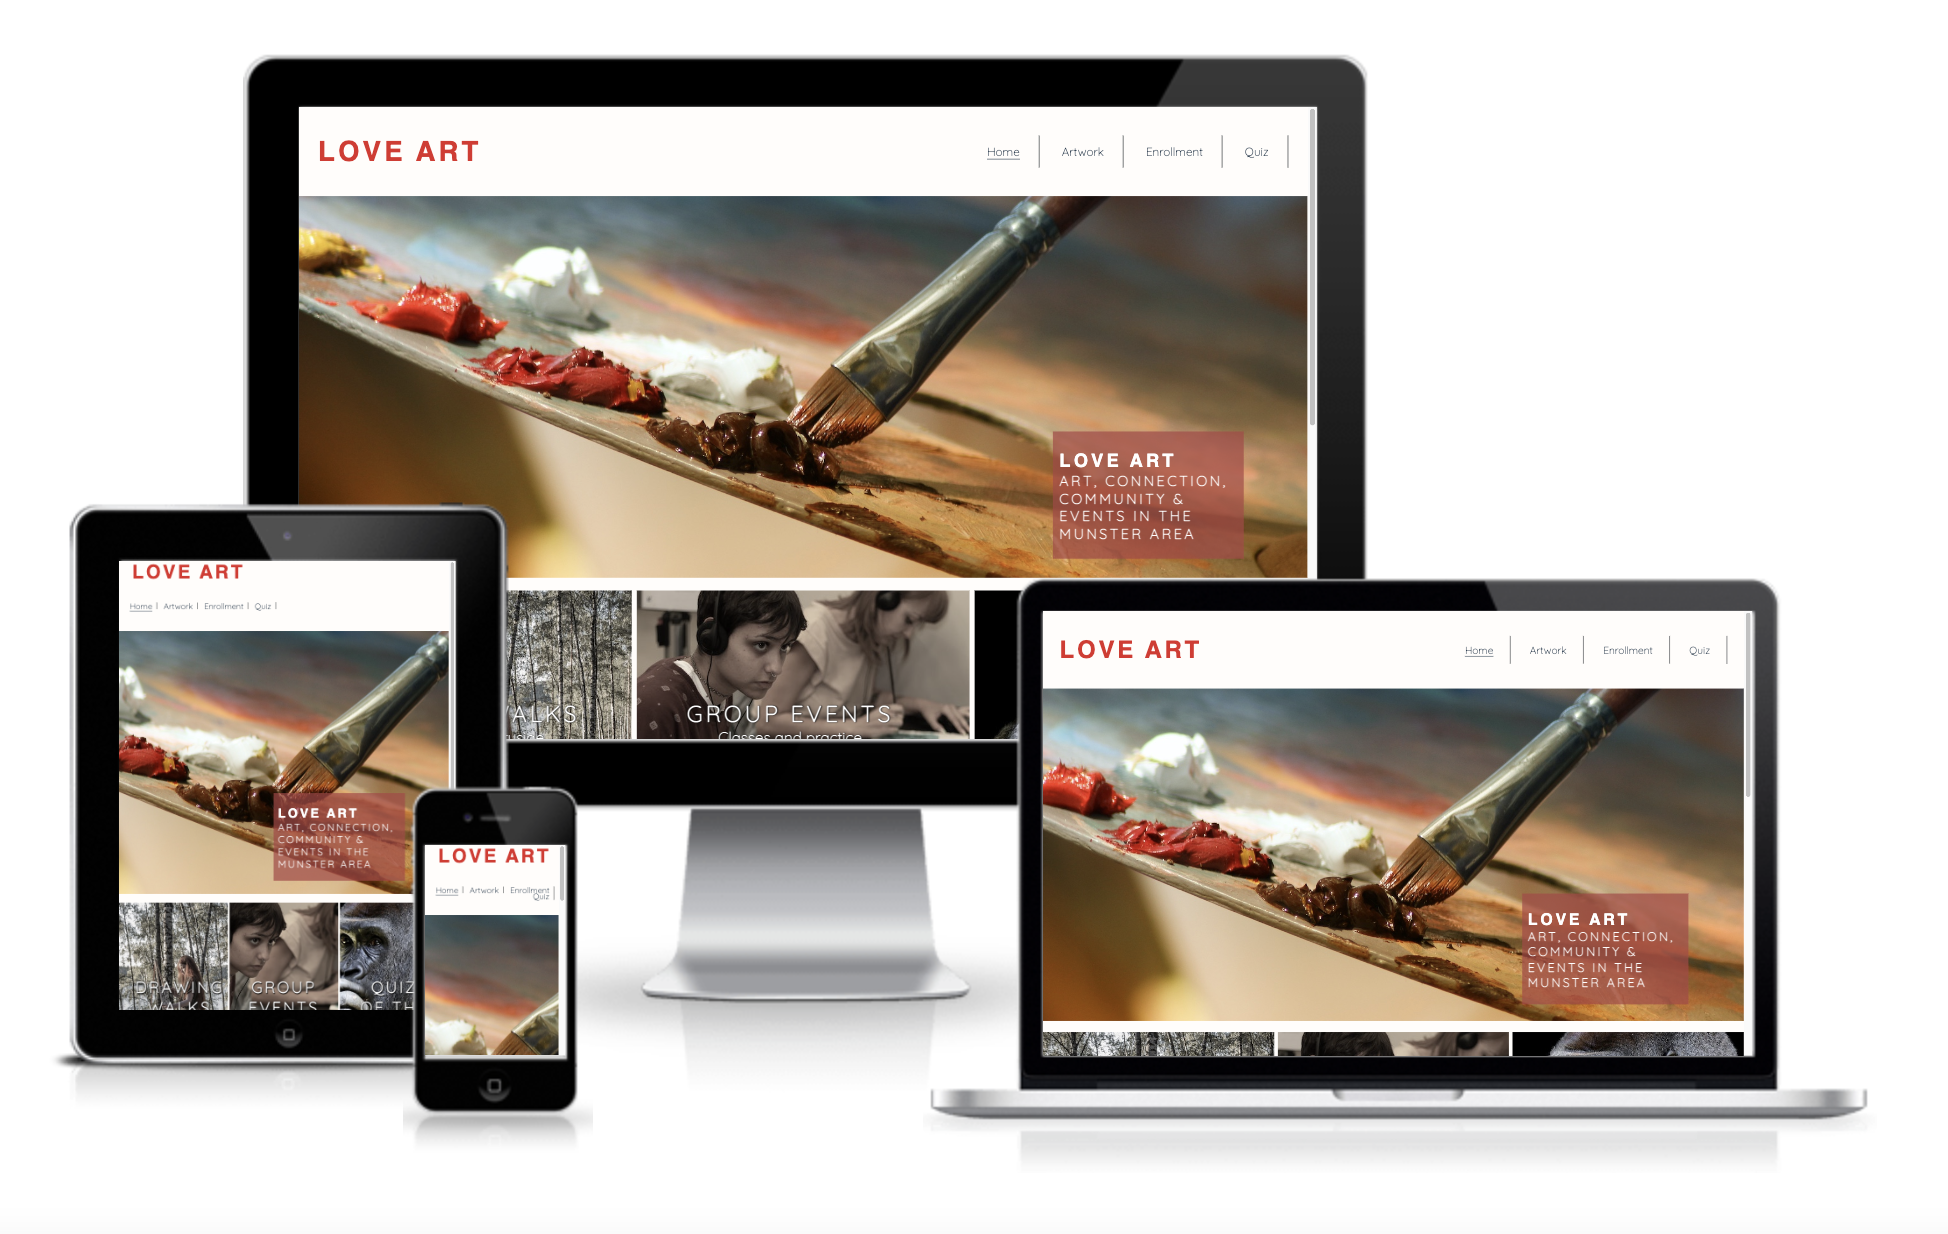 LOVE ART
Home
Artwork
Enrollment
Quiz
LOVE ART
ART, CONNECTION,
COMMUNITY &
EVENTS IN THE
MUNSTER AREA
GROUP EVENTS
Classes and practice
LOVE ART
Home
Artwork
Enrollment
Quiz
LOVE ART
ART, CONNECTION,
COMMUNITY &
EVENTS IN THE
MUNSTER AREA
DRAWING
WALKS
GROUP
EVENTS
QUIZ
OF TH
LOVE ART
Home
Artwork
Enrollment
Quiz
LOVE ART
Home
Artwork
Enrollment
Quiz
LOVE ART
ART, CONNECTION,
COMMUNITY &
EVENTS IN THE
MUNSTER AREA